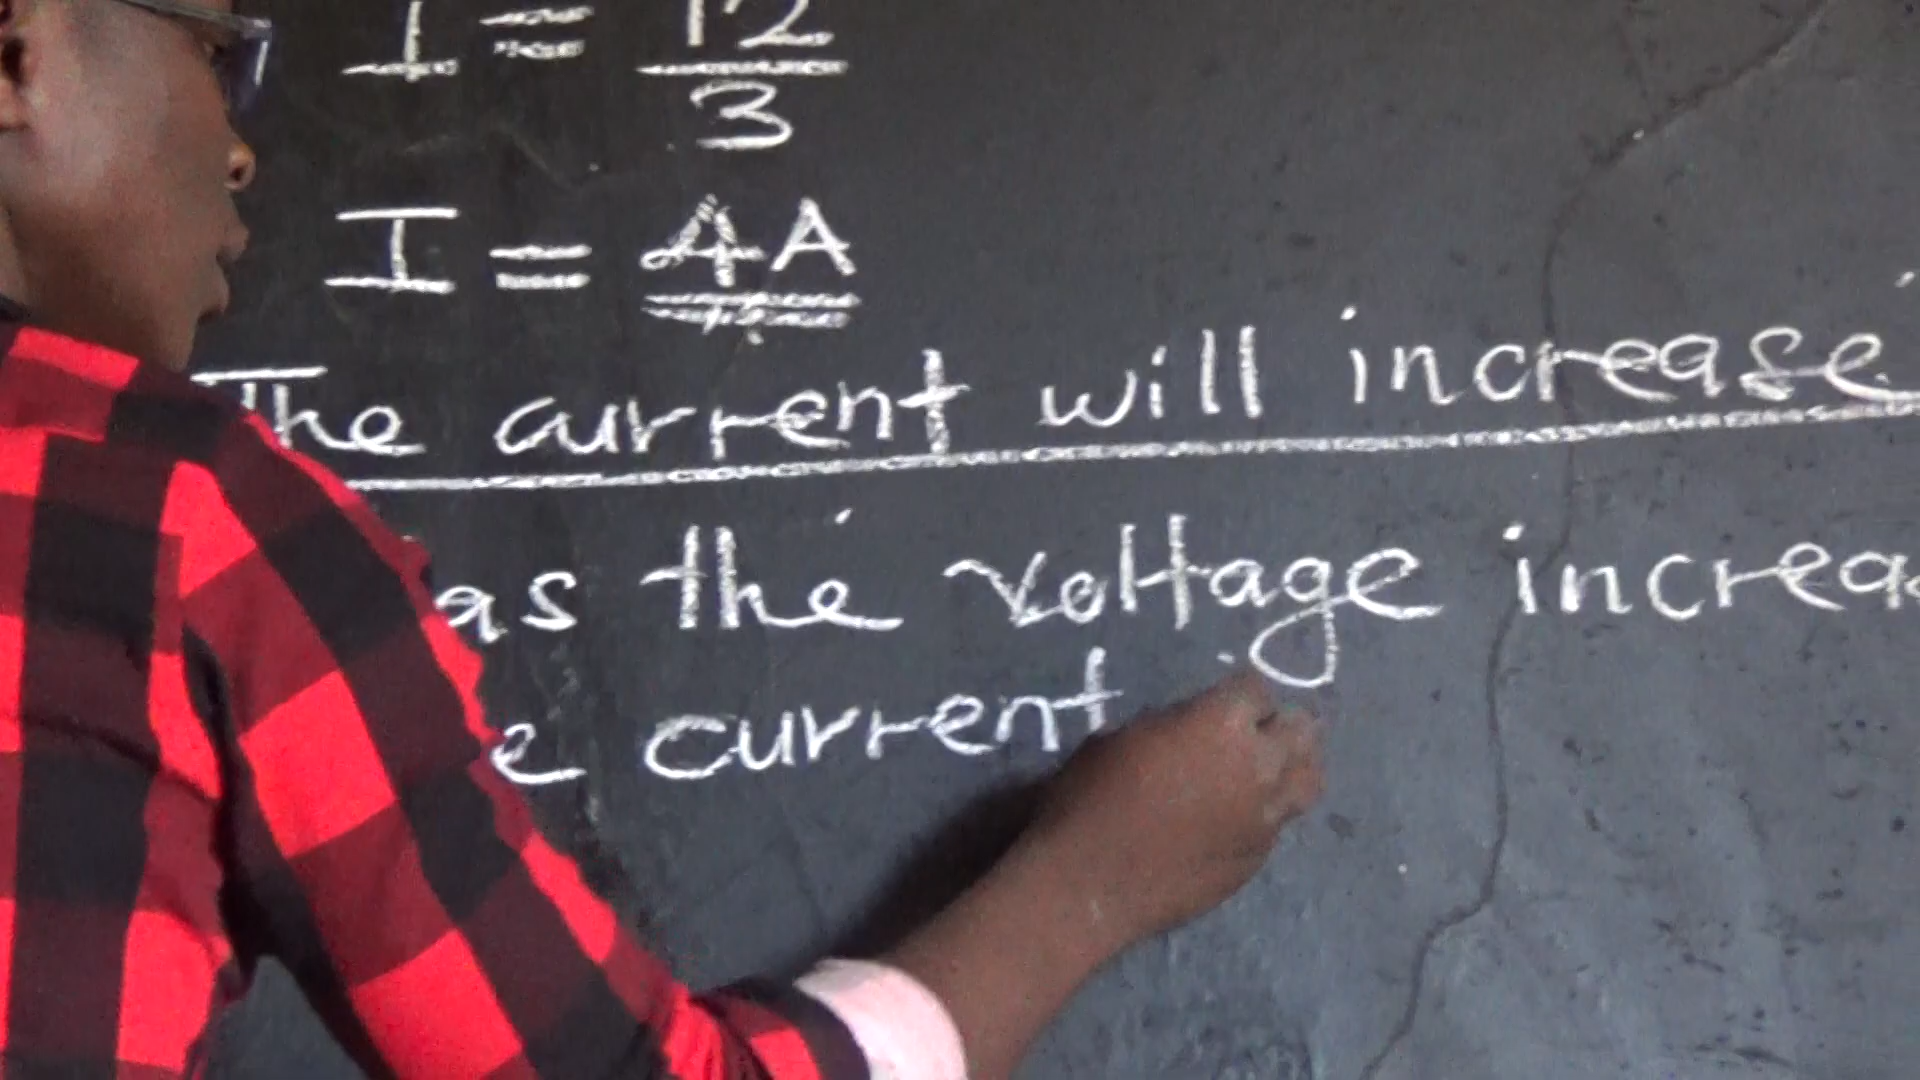 I = 12
3
I = 4A
The current will increase
as the voltage increa
e current